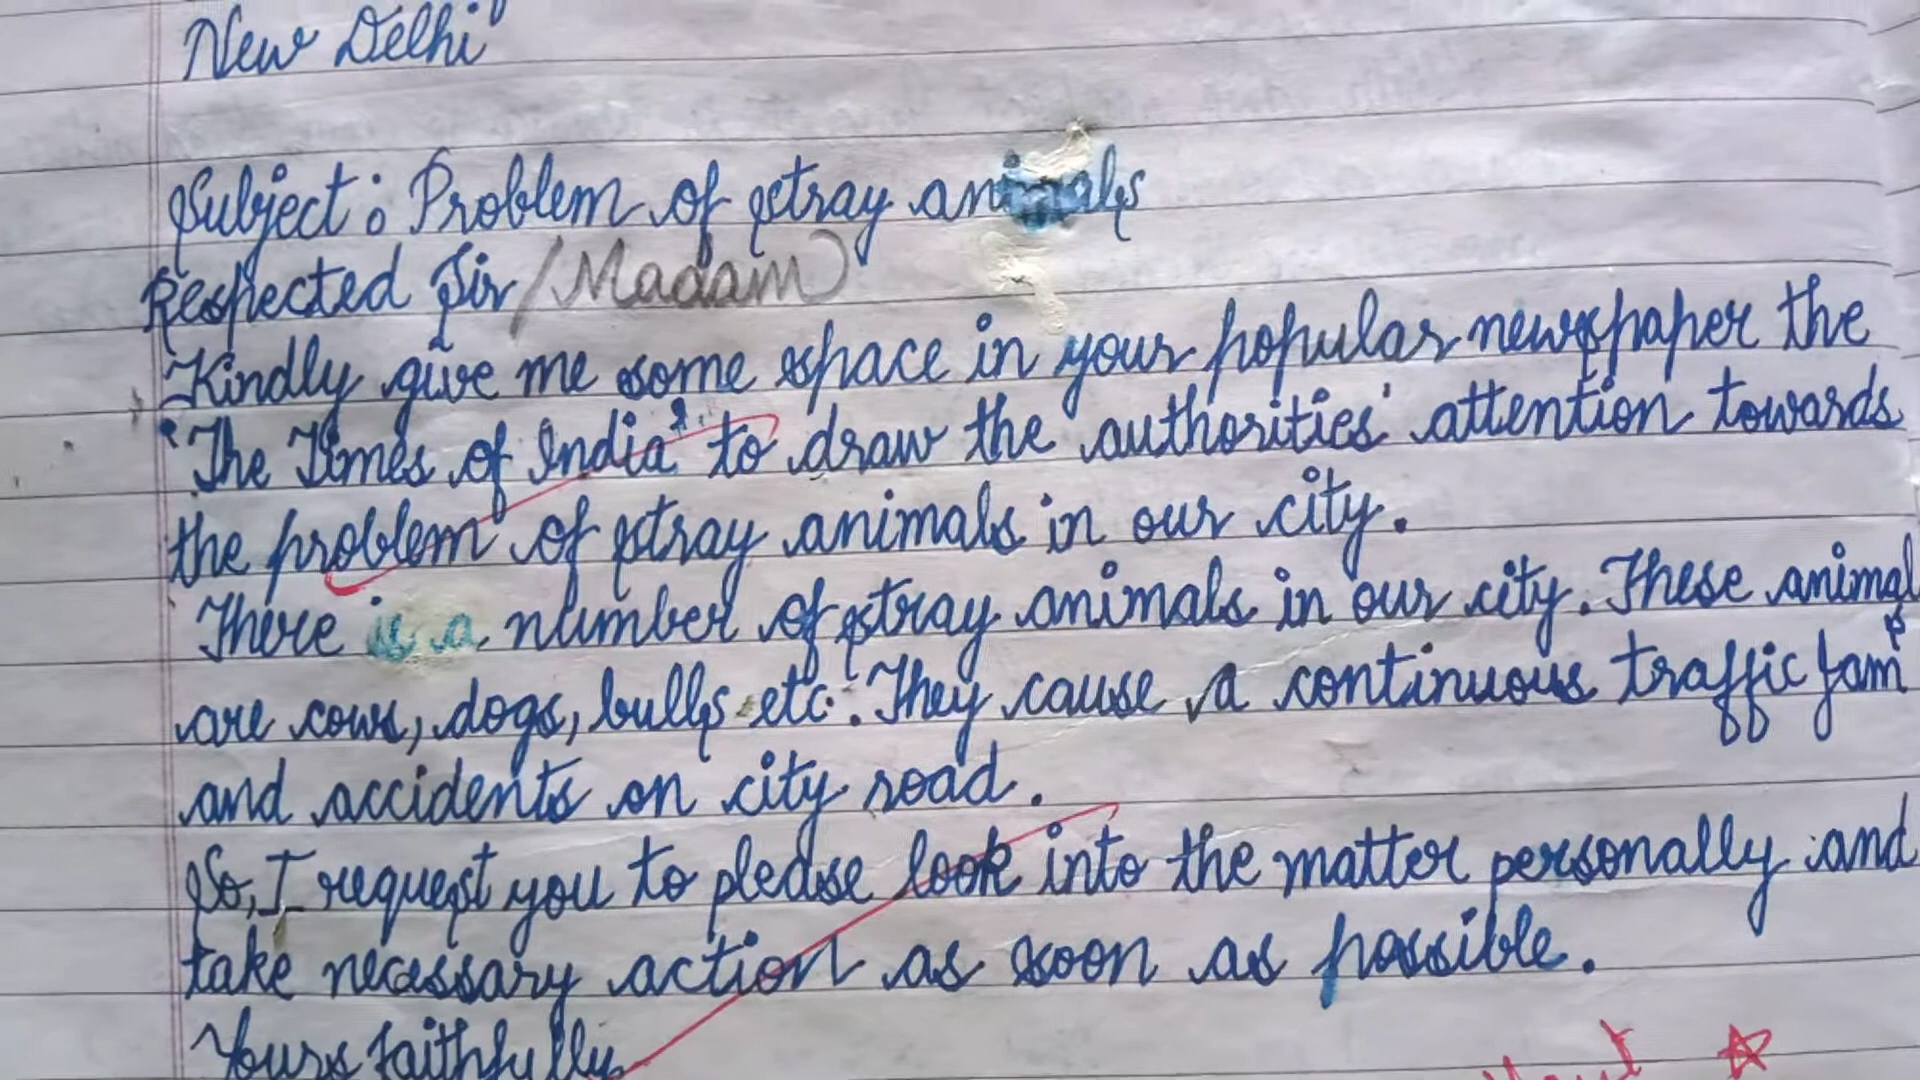 New Delhi
Subject: Problem of stray animals
Respected Sir/Madam
Kindly give me some space in your popular newspaper the
'The Times of India' to draw the authorities' attention towards
the problem of stray animals in our city.
There is a number of stray animals in our city. These animals
are cows, dogs, bulls etc. They cause a continuous traffic jam
and accidents on city road.
So, I request you to please look into the matter personally and
take necessary action as soon as possible.
Yours faithfully